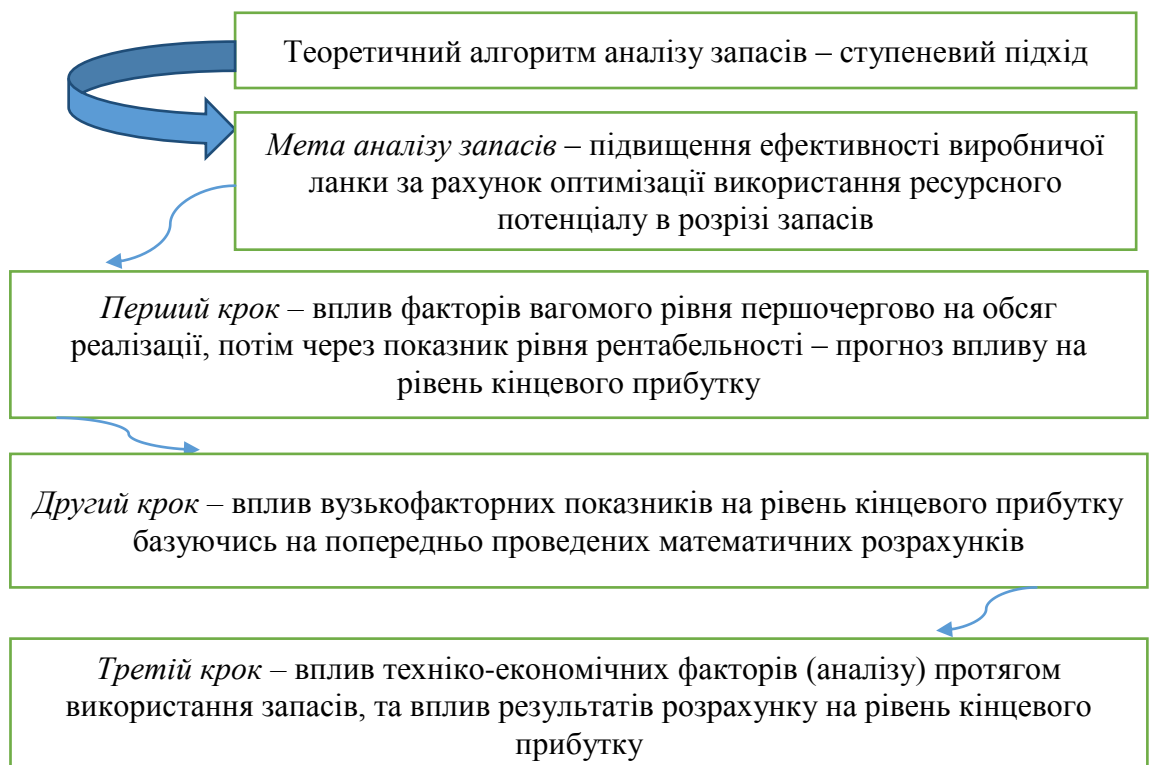 Теоретичний алгоритм аналізу запасів – ступеневий підхід
Мета аналізу запасів – підвищення ефективності виробничої
ланки за рахунок оптимізації використання ресурсного
потенціалу в розрізі запасів
Перший крок – вплив факторів вагомого рівня першочергово на обсяг
реалізації, потім через показник рівня рентабельності – прогноз впливу на
рівень кінцевого прибутку
Другий крок – вплив вузькофакторних показників на рівень кінцевого прибутку
базуючись на попередньо проведених математичних розрахунків
Третій крок – вплив техніко-економічних факторів (аналізу) протягом
використання запасів, та вплив результатів розрахунку на рівень кінцевого
прибутку